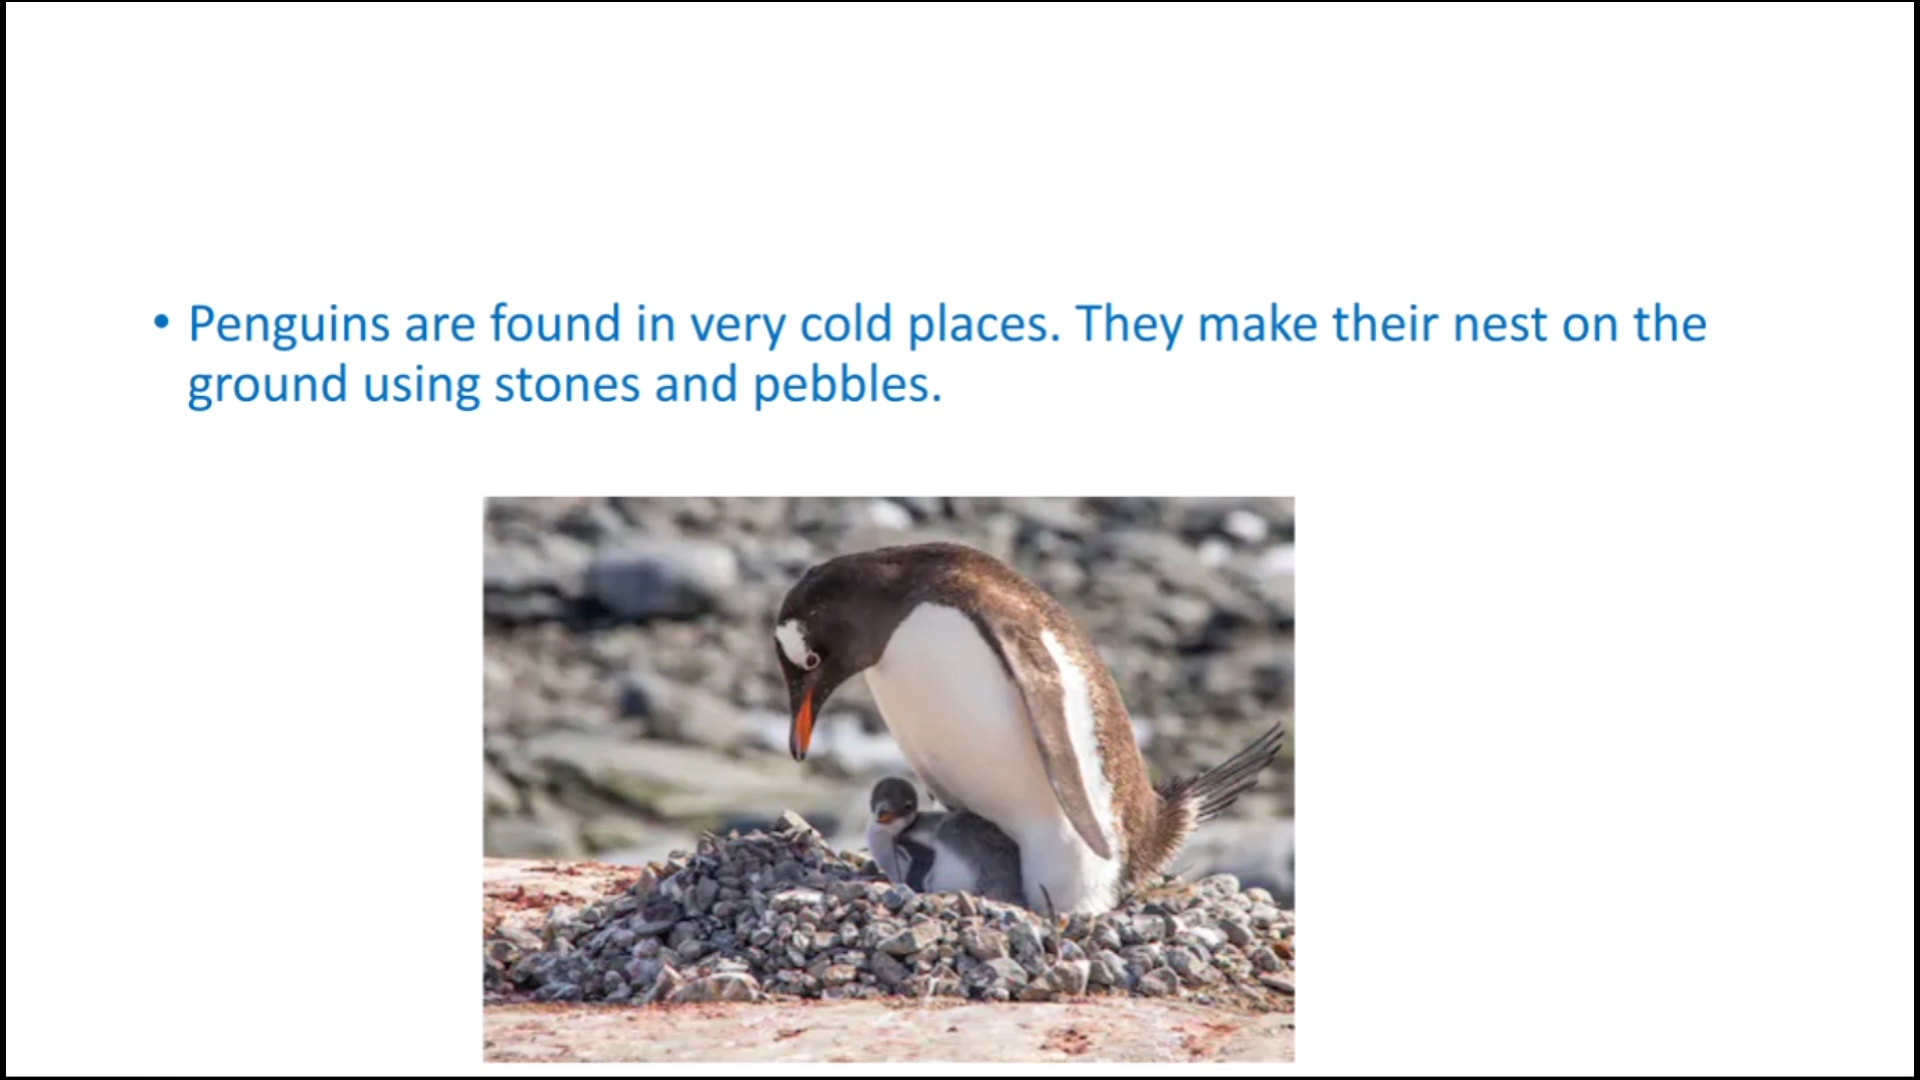 • Penguins are found in very cold places. They make their nest on the
ground using stones and pebbles.